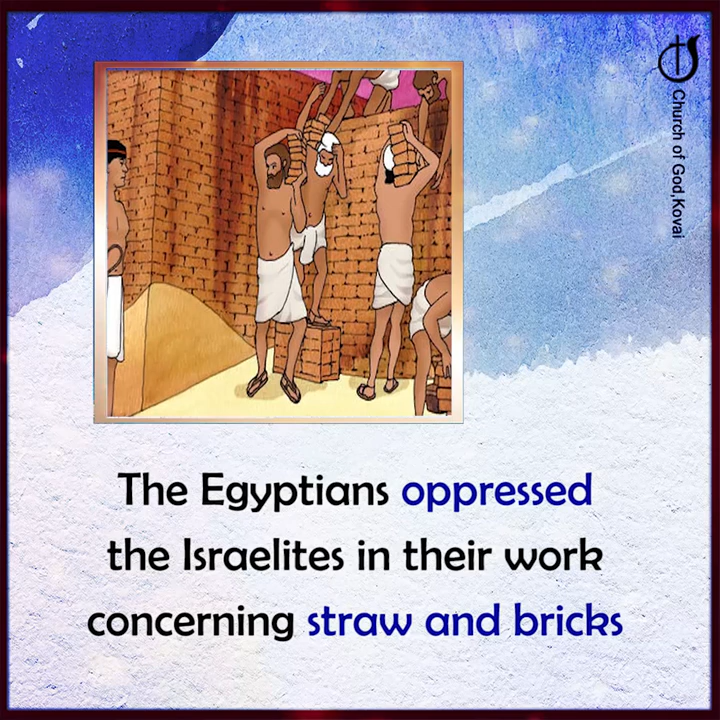 Church of God,Kovai
The Egyptians oppressed
the Israelites in their work
concerning straw and bricks